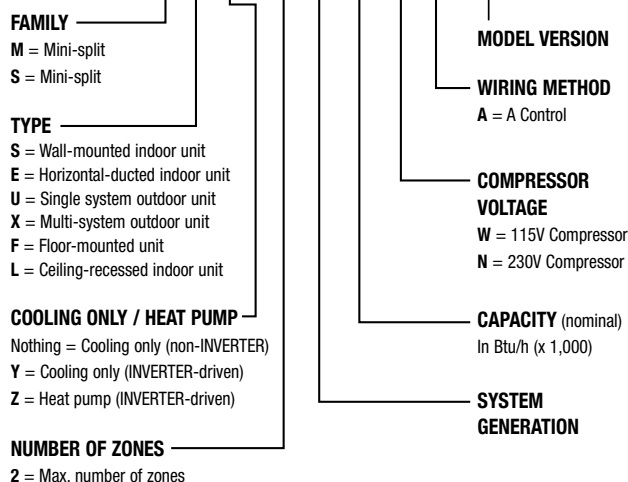 FAMILY
M = Mini-split
S = Mini-split
TYPE
S = Wall-mounted indoor unit
E = Horizontal-ducted indoor unit
U = Single system outdoor unit
X = Multi-system outdoor unit
F = Floor-mounted unit
L = Ceiling-recessed indoor unit
COOLING ONLY / HEAT PUMP
Nothing = Cooling only (non-INVERTER)
Y = Cooling only (INVERTER-driven)
Z = Heat pump (INVERTER-driven)
NUMBER OF ZONES
2 = Max. number of zones
MODEL VERSION
WIRING METHOD
A = A Control
COMPRESSOR
VOLTAGE
W = 115V Compressor
N = 230V Compressor
CAPACITY (nominal)
In Btu/h (x 1,000)
SYSTEM
GENERATION